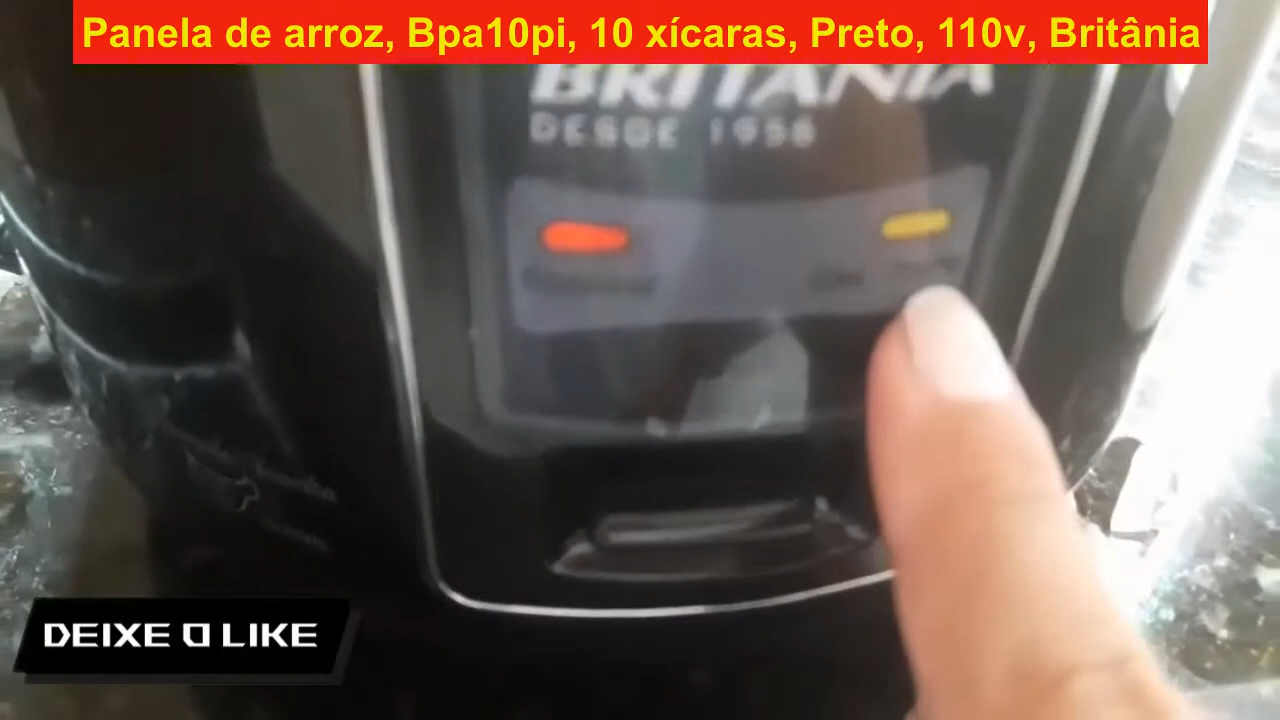 Panela de arroz, Bpa10pi, 10 xícaras, Preto, 110v, Britânia
BRITÂNIA
DESDE 1956
DEIXE O LIKE